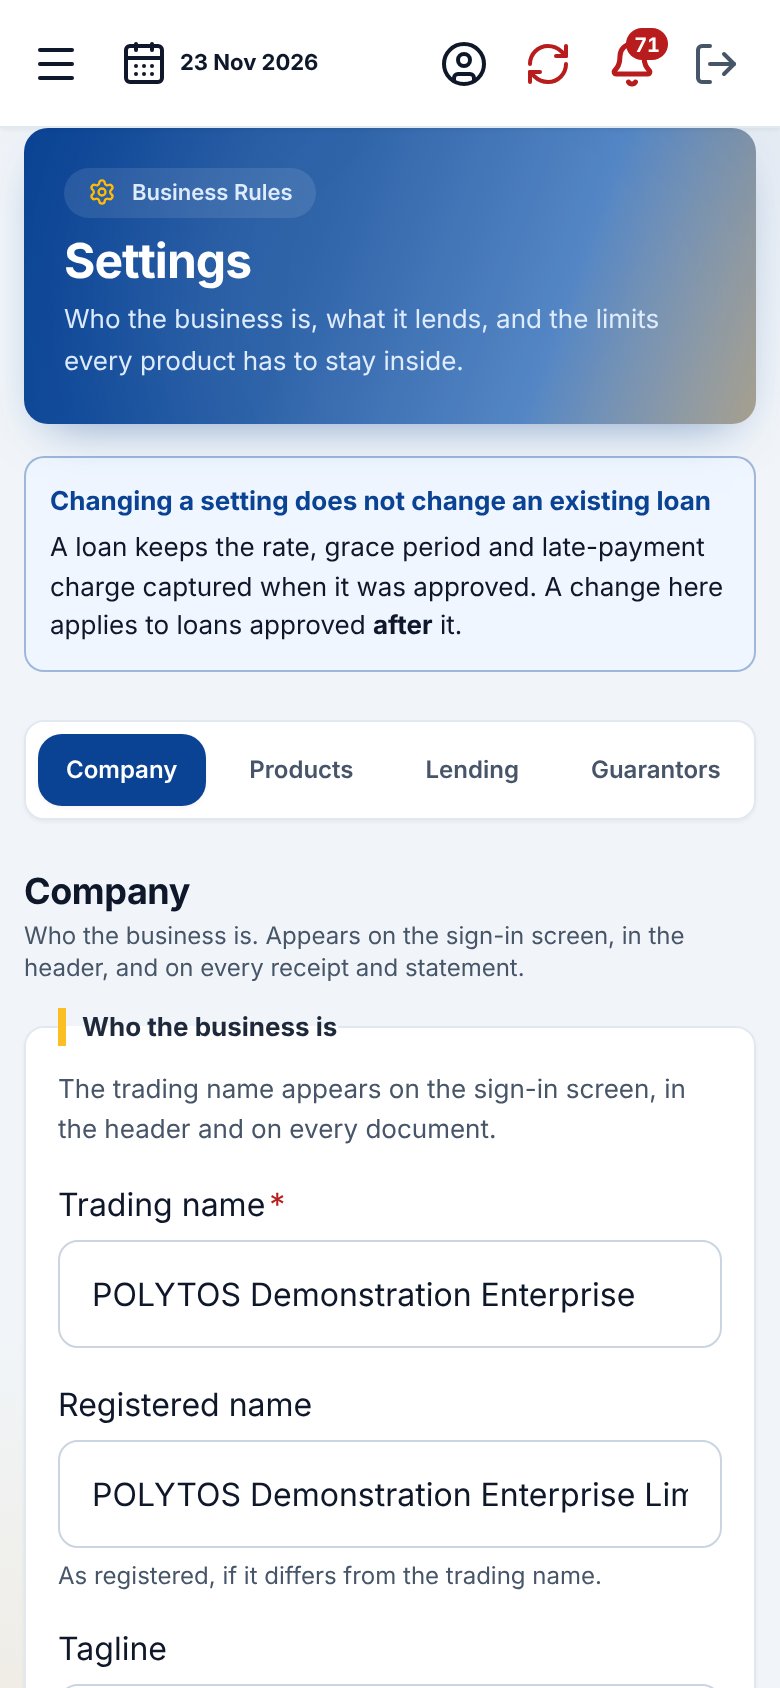 23 Nov 2026
71
Business Rules
Settings
Who the business is, what it lends, and the limits
every product has to stay inside.
Changing a setting does not change an existing loan
A loan keeps the rate, grace period and late-payment
charge captured when it was approved. A change here
applies to loans approved after it.
Company
Products
Lending
Guarantors
Company
Who the business is. Appears on the sign-in screen, in the
header, and on every receipt and statement.
Who the business is
The trading name appears on the sign-in screen, in
the header and on every document.
Trading name*
POLYTOS Demonstration Enterprise
Registered name
POLYTOS Demonstration Enterprise Lim
As registered, if it differs from the trading name.
Tagline